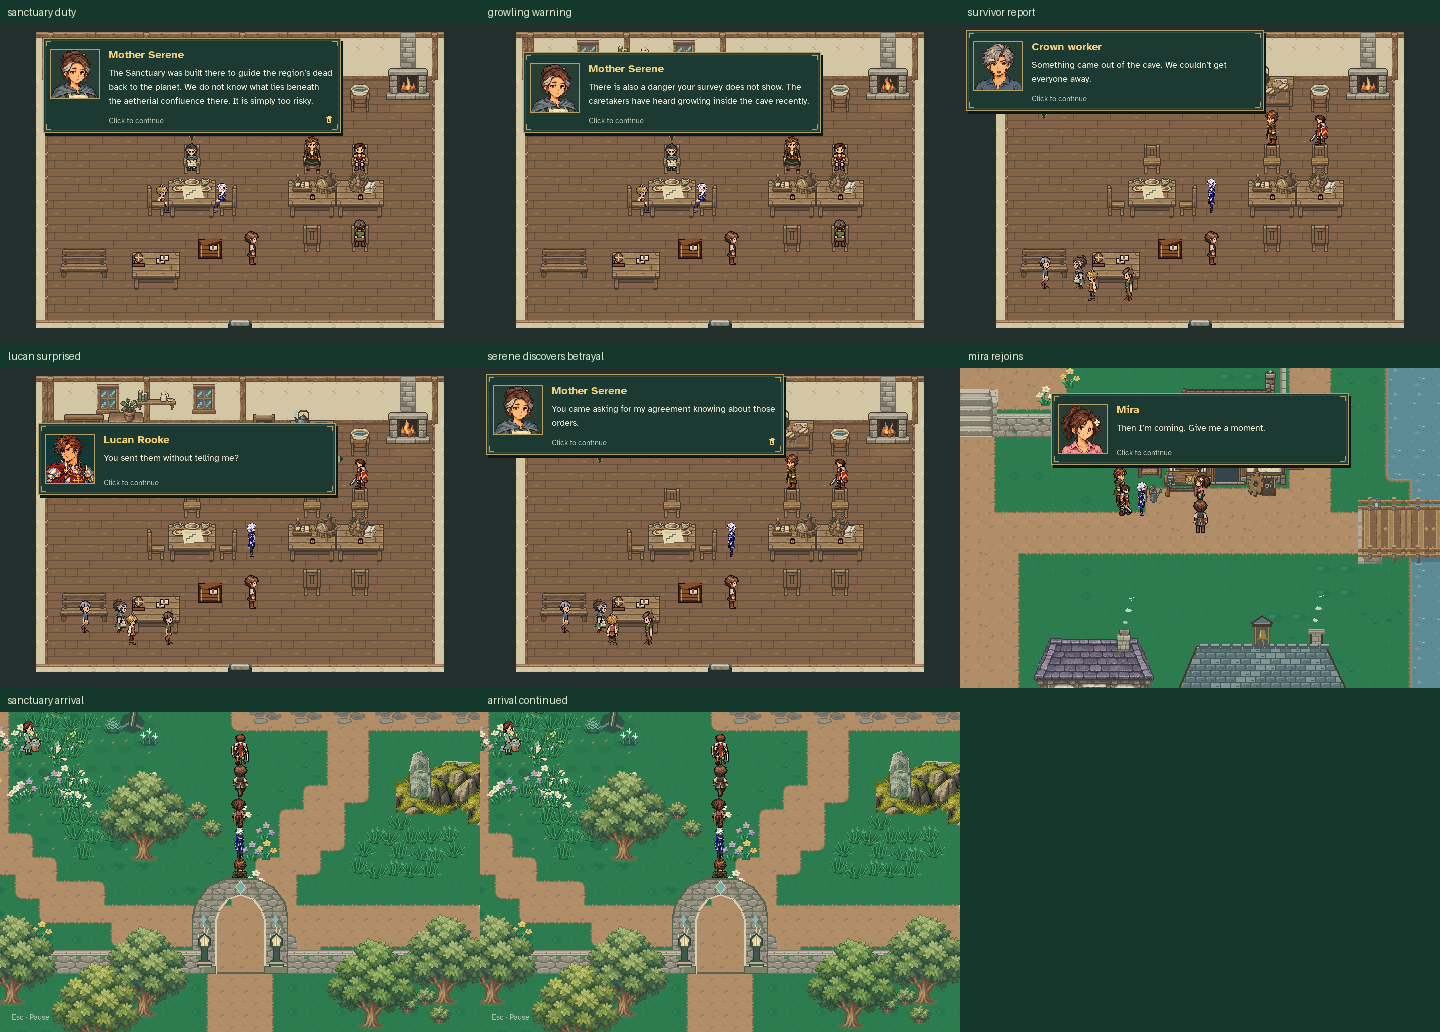 sanctuary duty
Mother Serene
The Sanctuary was built there to guide the region's dead
back to the planet. We do not know what lies beneath
the aetherial confluence there. It is simply too risky.
Click to continue
growling warning
Mother Serene
There is also a danger your survey does not show. The
caretakers have heard growling inside the cave recently.
Click to continue
survivor report
Crown worker
Something came out of the cave. We couldn't get
everyone away.
Click to continue
lucan surprised
Lucan Rooke
You sent them without telling me?
Click to continue
serene discovers betrayal
Mother Serene
You came asking for my agreement knowing about those
orders.
Click to continue
mira rejoins
Mira
Then I'm coming. Give me a moment.
Click to continue
sanctuary arrival
Esc - Pause
arrival continued
Esc - Pause